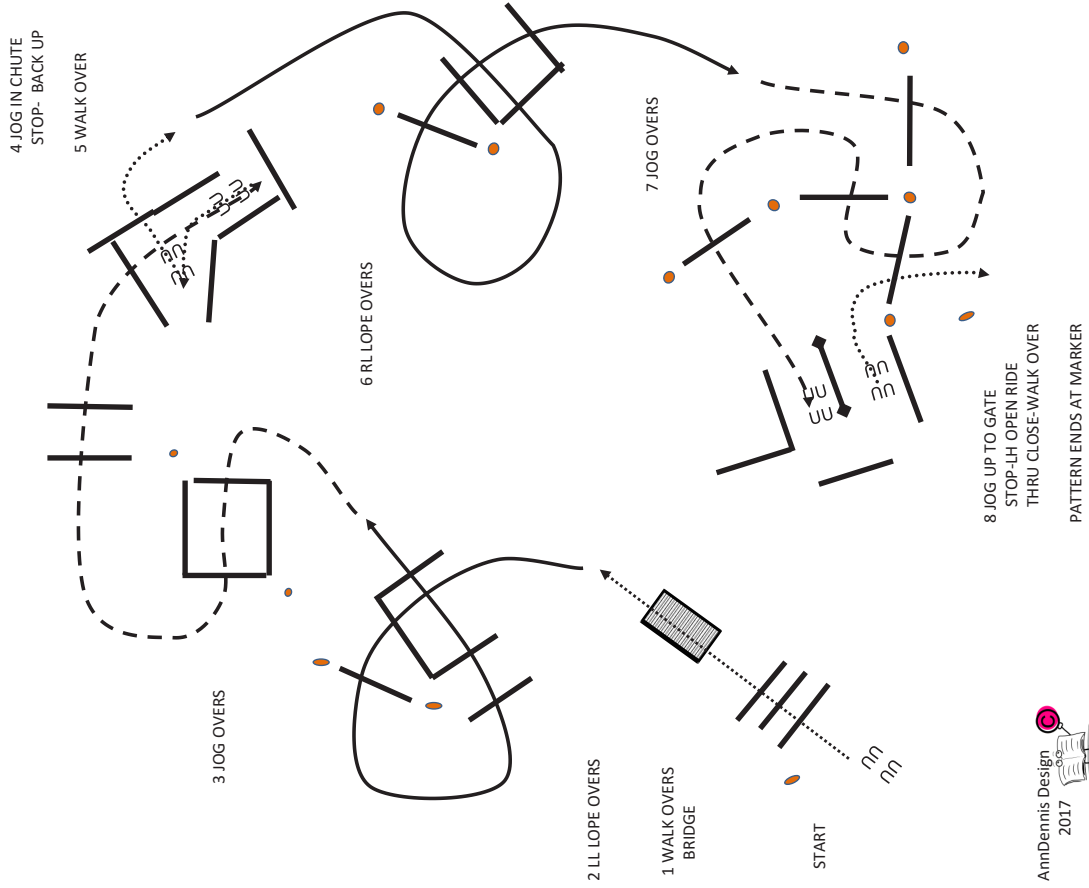 START
1 WALK OVERS
BRIDGE
2 LL LOPE OVERS
3 JOG OVERS
4 JOG IN CHUTE
STOP- BACK UP
5 WALK OVER
6 RL LOPE OVERS
7 JOG OVERS
8 JOG UP TO GATE
STOP-LH OPEN RIDE
THRU CLOSE-WALK OVER
PATTERN ENDS AT MARKER
AnnDennis Design
2017
C